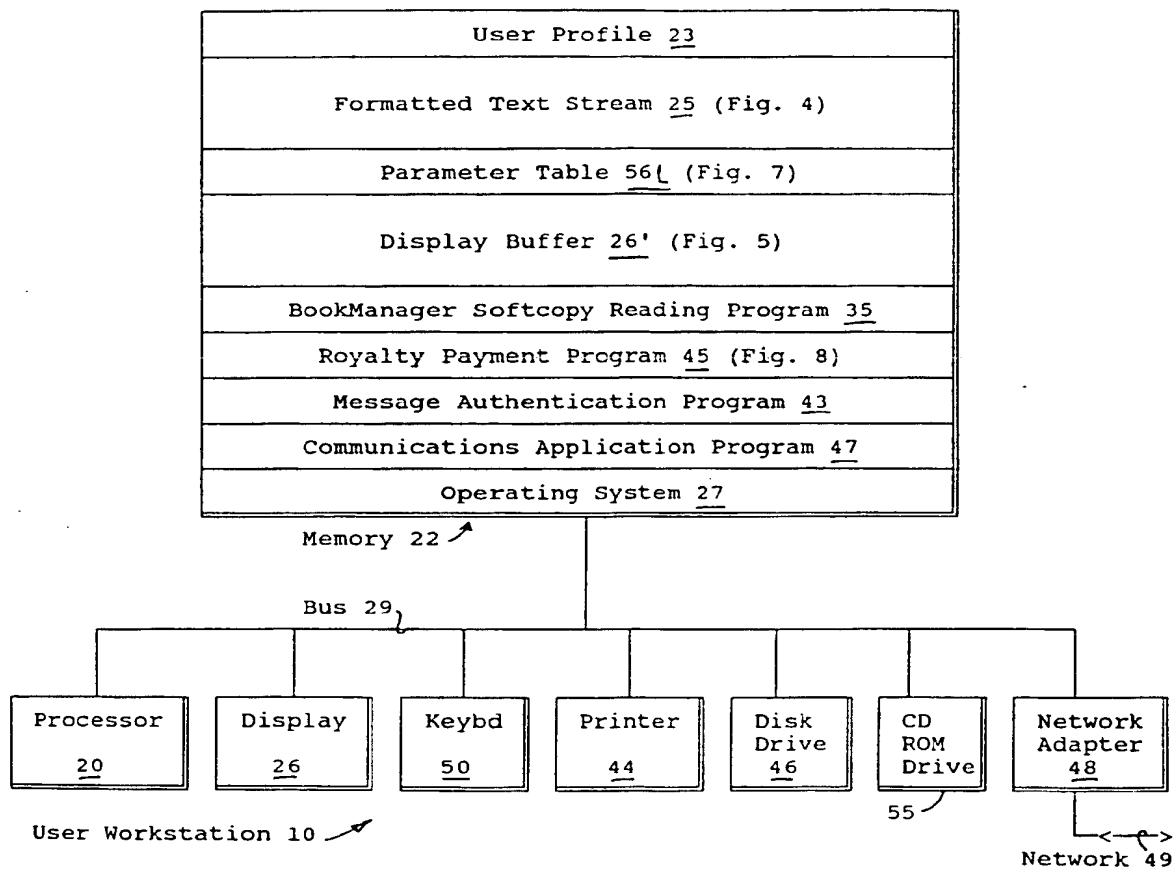 User Profile 23
Formatted Text Stream 25 (Fig. 4)
Parameter Table 56L (Fig. 7)
Display Buffer 26' (Fig. 5)
BookManager Softcopy Reading Program 35
Royalty Payment Program 45 (Fig. 8)
Message Authentication Program 43
Communications Application Program 47
Operating System 27
Memory 22
Bus 29
Processor
20
Display
26
Keybd
50
Printer
44
Disk
Drive
46
CD
ROM
Drive
55
Network
Adapter
48
User Workstation 10
Network 49